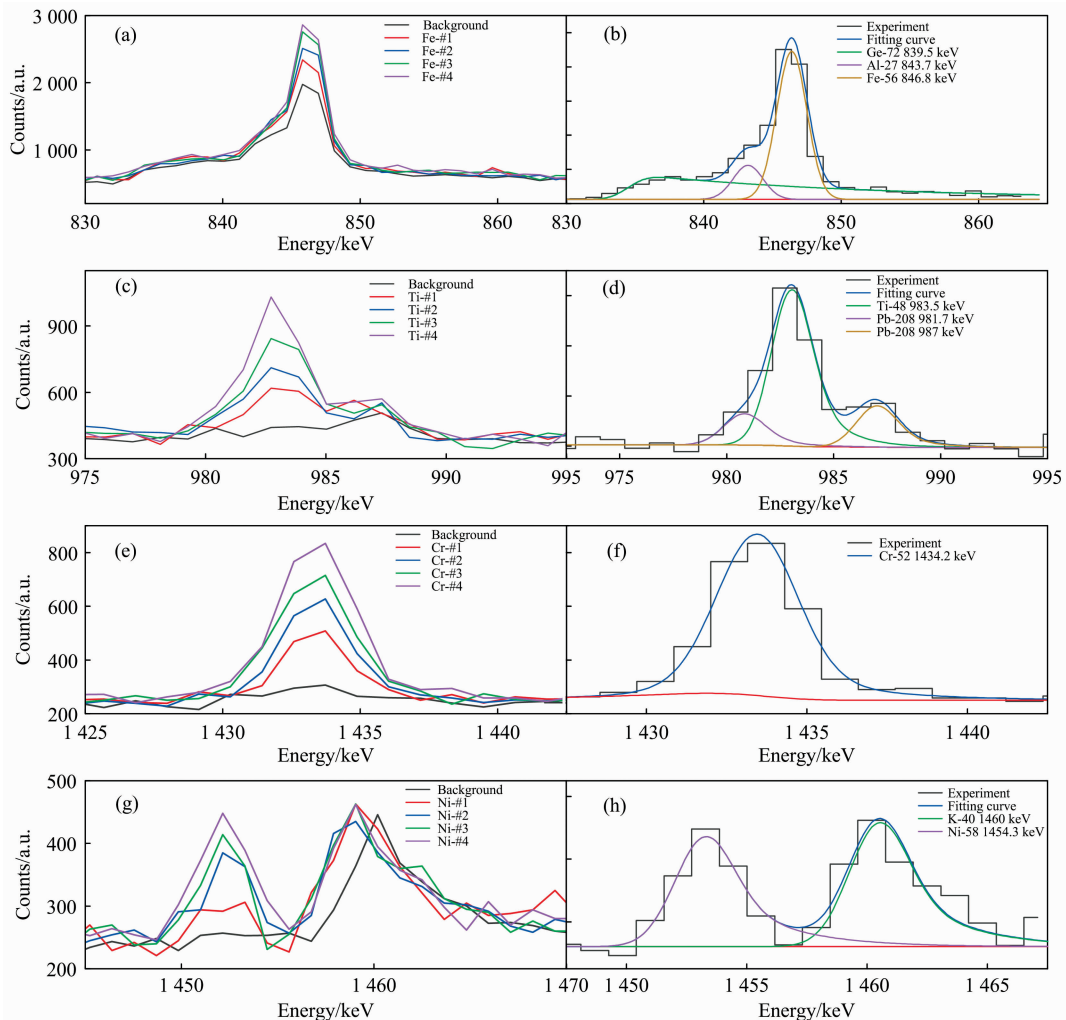 3 000
2 000
1 000
Counts/a.u.
(a)
Background
Fe-#1
Fe-#2
Fe-#3
Fe-#4
830
840
850
860
Energy/keV
(b)
Experiment
Fitting curve
Ge-72 839.5 keV
Al-27 843.7 keV
Fe-56 846.8 keV
830
840
850
860
Energy/keV
900
600
300
Counts/a.u.
(c)
Background
Ti-#1
Ti-#2
Ti-#3
Ti-#4
975
980
985
990
995
Energy/keV
(d)
Experiment
Fitting curve
Ti-48 983.5 keV
Pb-208 981.7 keV
Pb-208 987 keV
975
980
985
990
995
Energy/keV
800
600
400
200
Counts/a.u.
(e)
Background
Cr-#1
Cr-#2
Cr-#3
Cr-#4
1 425
1 430
1 435
1 440
Energy/keV
(f)
Experiment
Cr-52 1434.2 keV
1 430
1 435
1 440
Energy/keV
500
400
300
200
Counts/a.u.
(g)
Background
Ni-#1
Ni-#2
Ni-#3
Ni-#4
1 450
1 460
1 470
Energy/keV
(h)
Experiment
Fitting curve
K-40 1460 keV
Ni-58 1454.3 keV
1 450
1 455
1 460
1 465
Energy/keV